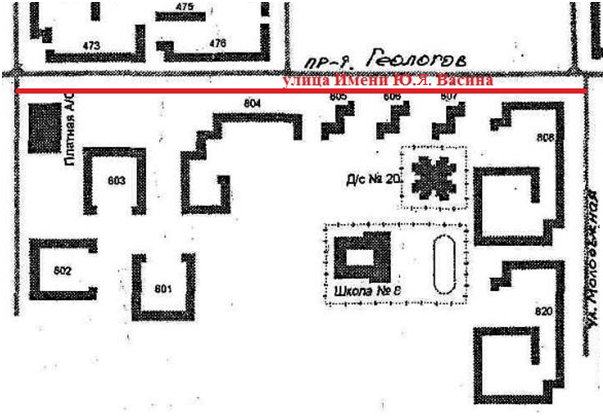 475
473
476
пр-т. Геологов
улица Имени Ю.Я. Васина
Платная А/С
804
805
806
807
808
603
Д/с № 20
602
601
Школа № 8
820
ул. Молодежная